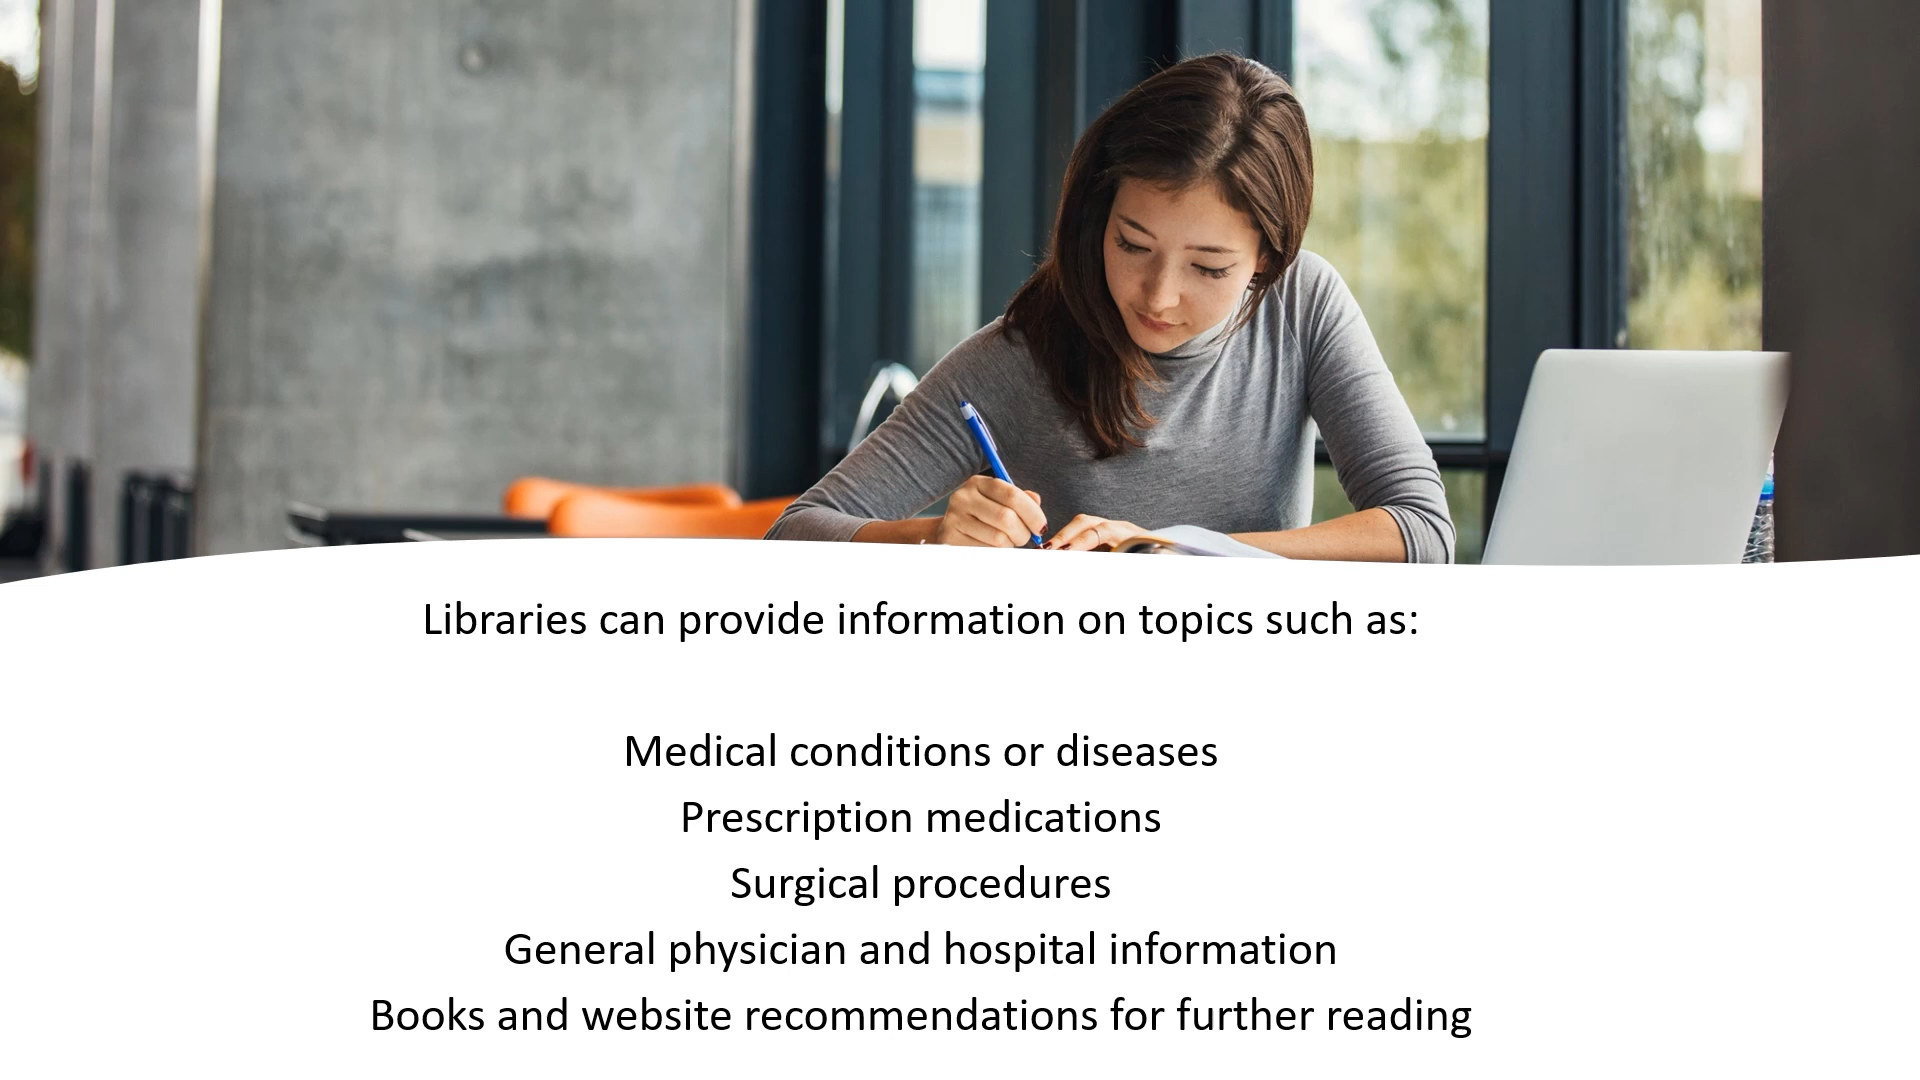 Libraries can provide information on topics such as:
Medical conditions or diseases
Prescription medications
Surgical procedures
General physician and hospital information
Books and website recommendations for further reading